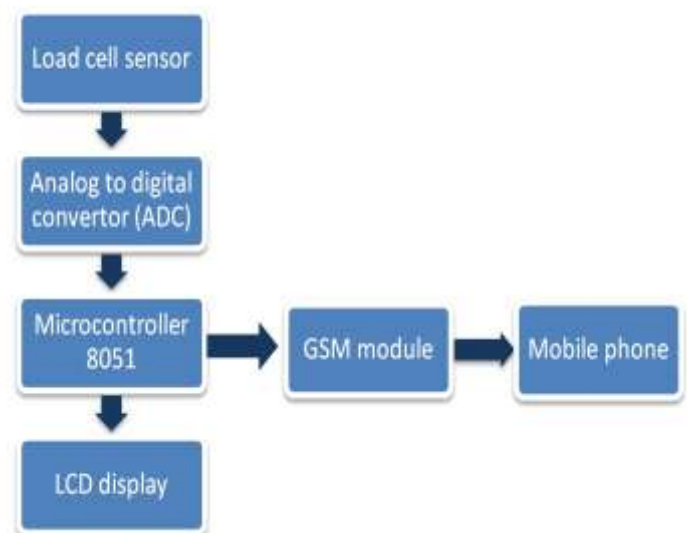 Load cell sensor
Analog to digital
convertor (ADC)
Microcontroller
8051
GSM module
Mobile phone
LCD display